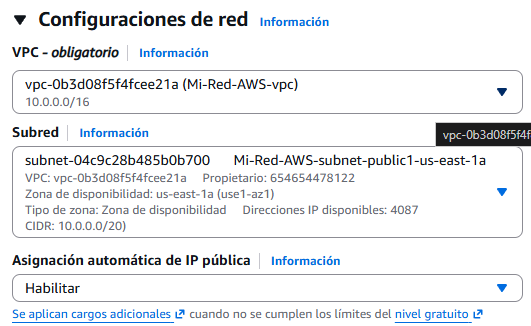 Configuraciones de red Información
VPC - obligatorio Información
vpc-0b3d08f5f4fcee21a (Mi-Red-AWS-vpc)
10.0.0.0/16
Subred Información
vpc-0b3d08f5f4f
subnet-04c9c28b485b0b700 Mi-Red-AWS-subnet-public1-us-east-1a
VPC: vpc-0b3d08f5f4fcee21a Propietario: 654654478122
Zona de disponibilidad: us-east-1a (use1-az1)
Tipo de zona: Zona de disponibilidad Direcciones IP disponibles: 4087
CIDR: 10.0.0.0/20)
Asignación automática de IP pública Información
Habilitar
Se aplican cargos adicionales cuando no se cumplen los límites del nivel gratuito